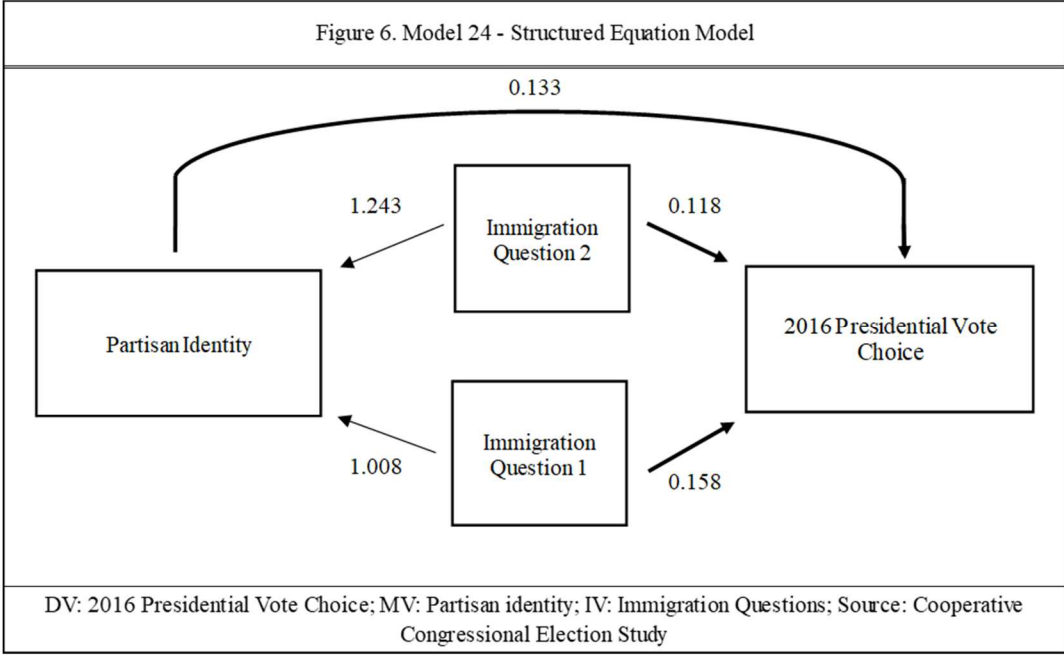 Figure 6. Model 24 - Structured Equation Model
0.133
1.243
0.118
Immigration
Question 2
Partisan Identity
2016 Presidential Vote
Choice
Immigration
Question 1
1.008
0.158
DV: 2016 Presidential Vote Choice; MV: Partisan identity; IV: Immigration Questions; Source: Cooperative
Congressional Election Study